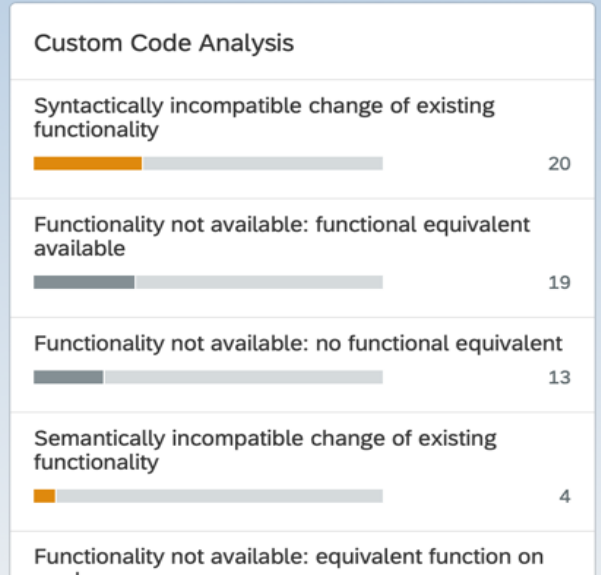 Custom Code Analysis
Syntactically incompatible change of existing
functionality
20
Functionality not available: functional equivalent
available
19
Functionality not available: no functional equivalent
13
Semantically incompatible change of existing
functionality
4
Functionality not available: equivalent function on